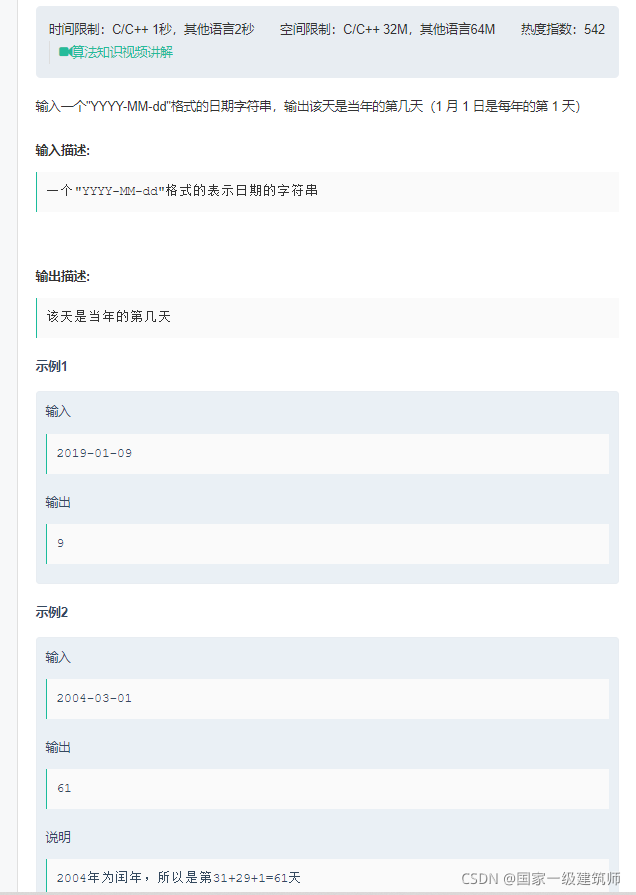 时间限制：C/C++ 1秒，其他语言2秒 空间限制：C/C++ 32M，其他语言64M 热度指数：542
算法知识视频讲解
输入一个"YYYY-MM-dd"格式的日期字符串，输出该天是当年的第几天（1 月 1 日是每年的第 1 天）
输入描述:
一个"YYYY-MM-dd"格式的表示日期的字符串
输出描述:
该天是当年的第几天
示例1
输入
2019-01-09
输出
9
示例2
输入
2004-03-01
输出
61
说明
2004年为闰年，所以是第31+29+1=61天
CSDN @国家一级建筑师